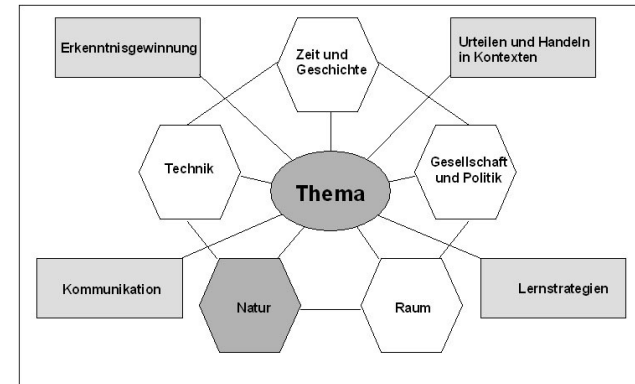 Erkenntnisgewinnung
Zeit und
Geschichte
Urteilen und Handeln
in Kontexten
Technik
Thema
Gesellschaft
und Politik
Kommunikation
Natur
Raum
Lernstrategien